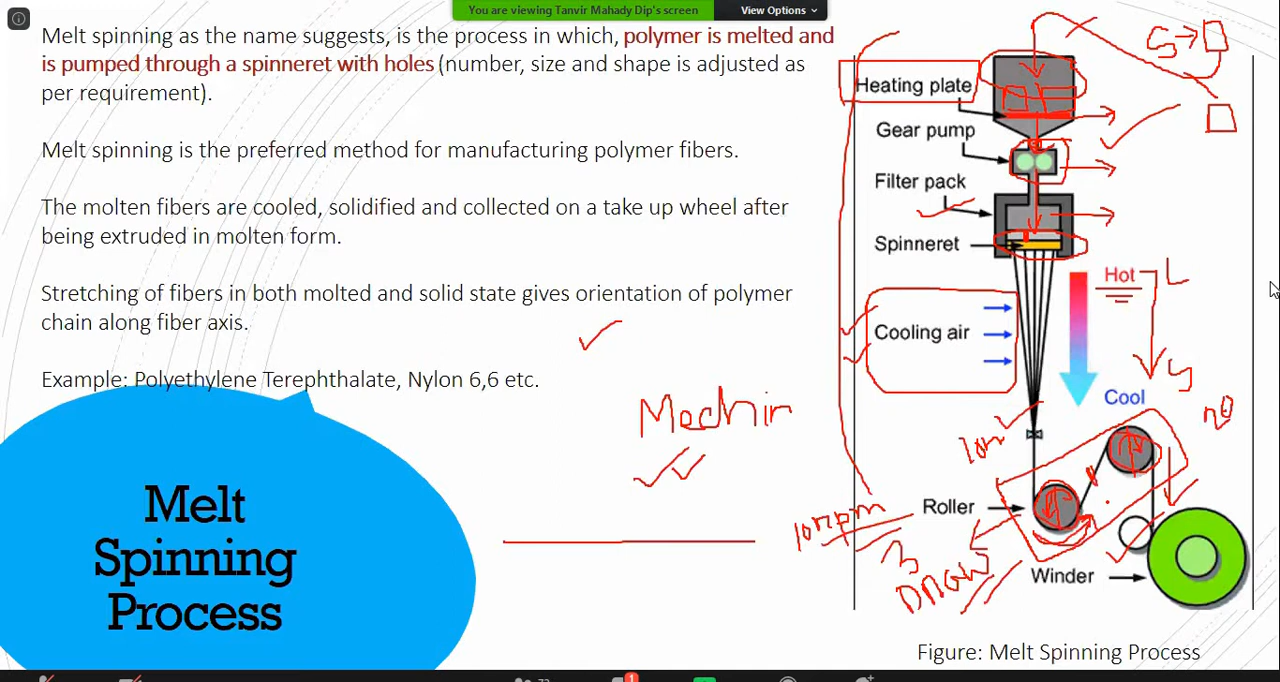 You are viewing Tanvir Mahady Dip's screen
View Options
Melt spinning as the name suggests, is the process in which, polymer is melted and
is pumped through a spinneret with holes (number, size and shape is adjusted as
per requirement).
Melt spinning is the preferred method for manufacturing polymer fibers.
The molten fibers are cooled, solidified and collected on a take up wheel after
being extruded in molten form.
Stretching of fibers in both molted and solid state gives orientation of polymer
chain along fiber axis.
Example: Polyethylene Terephthalate, Nylon 6,6 etc.
Melt
Spinning
Process
Mechin
Heating plate
Gear pump
Filter pack
Spinneret
Hot
L
Cooling air
S
Cool
Roller
10rpm
Draw
Winder
Figure: Melt Spinning Process
1